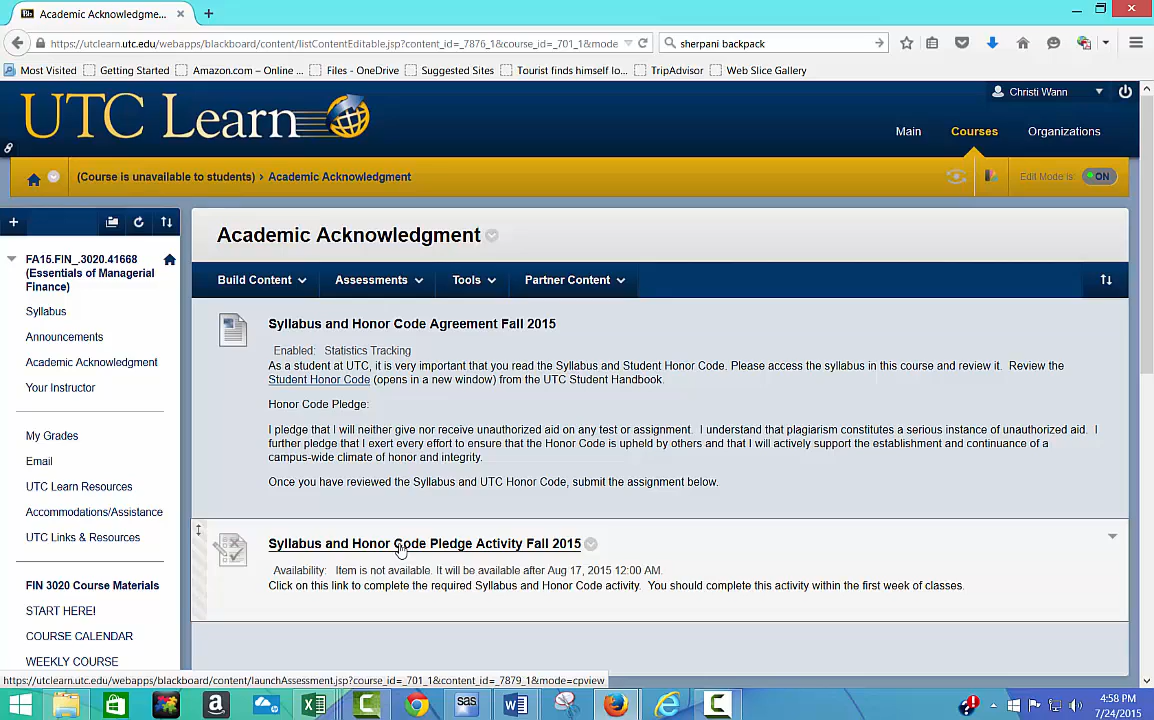 Academic Acknowledgme...
https://utclearn.utc.edu/webapps/blackboard/content/listContentEditable.jsp?content_id=_7876_1&course_id=_701_1&mode
sherpani backpack
Most Visited Getting Started Amazon.com – Online ... Files - OneDrive Suggested Sites Tourist finds himself lo... TripAdvisor Web Slice Gallery
UTC Learn
Christi Wann
Main Courses Organizations
(Course is unavailable to students) > Academic Acknowledgment
Edit Mode is: ON
FA15.FIN_.3020.41668
(Essentials of Managerial
Finance)
Syllabus
Announcements
Academic Acknowledgment
Your Instructor
My Grades
Email
UTC Learn Resources
Accommodations/Assistance
UTC Links & Resources
FIN 3020 Course Materials
START HERE!
COURSE CALENDAR
WEEKLY COURSE
Academic Acknowledgment
Build Content Assessments Tools Partner Content
Syllabus and Honor Code Agreement Fall 2015
Enabled: Statistics Tracking
As a student at UTC, it is very important that you read the Syllabus and Student Honor Code. Please access the syllabus in this course and review it. Review the
Student Honor Code (opens in a new window) from the UTC Student Handbook.
Honor Code Pledge:
I pledge that I will neither give nor receive unauthorized aid on any test or assignment. I understand that plagiarism constitutes a serious instance of unauthorized aid. I
further pledge that I exert every effort to ensure that the Honor Code is upheld by others and that I will actively support the establishment and continuance of a
campus-wide climate of honor and integrity.
Once you have reviewed the Syllabus and UTC Honor Code, submit the assignment below.
Syllabus and Honor Code Pledge Activity Fall 2015
Availability: Item is not available. It will be available after Aug 17, 2015 12:00 AM.
Click on this link to complete the required Syllabus and Honor Code activity. You should complete this activity within the first week of classes.
https://utclearn.utc.edu/webapps/blackboard/content/launchAssessment.jsp?course_id=_701_1&content_id=_7879_1&mode=cpview
4:58 PM
7/24/2015